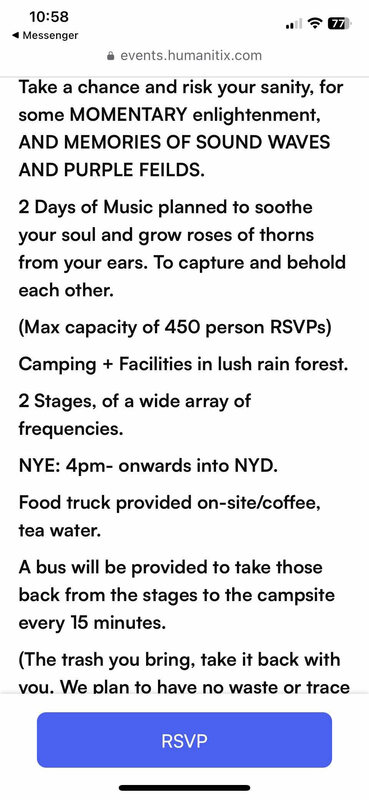 10:58
77
◀ Messenger
events.humanitix.com
Take a chance and risk your sanity, for
some MOMENTARY enlightenment,
AND MEMORIES OF SOUND WAVES
AND PURPLE FEILDS.
2 Days of Music planned to soothe
your soul and grow roses of thorns
from your ears. To capture and behold
each other.
(Max capacity of 450 person RSVPs)
Camping + Facilities in lush rain forest.
2 Stages, of a wide array of
frequencies.
NYE: 4pm- onwards into NYD.
Food truck provided on-site/coffee,
tea water.
A bus will be provided to take those
back from the stages to the campsite
every 15 minutes.
(The trash you bring, take it back with
you. We plan to have no waste or trace
RSVP